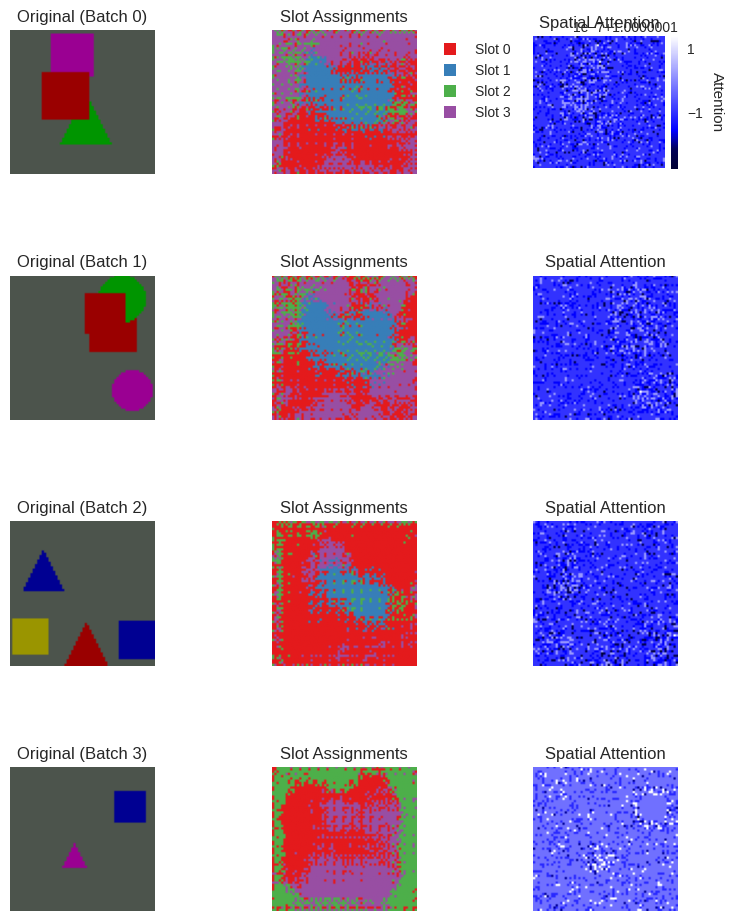 Original (Batch 0)
Slot Assignments
Slot 0
Slot 1
Slot 2
Slot 3
Spatial Attention
1e−7+1.0000001
1
−1
Attention
Original (Batch 1)
Slot Assignments
Spatial Attention
Original (Batch 2)
Slot Assignments
Spatial Attention
Original (Batch 3)
Slot Assignments
Spatial Attention